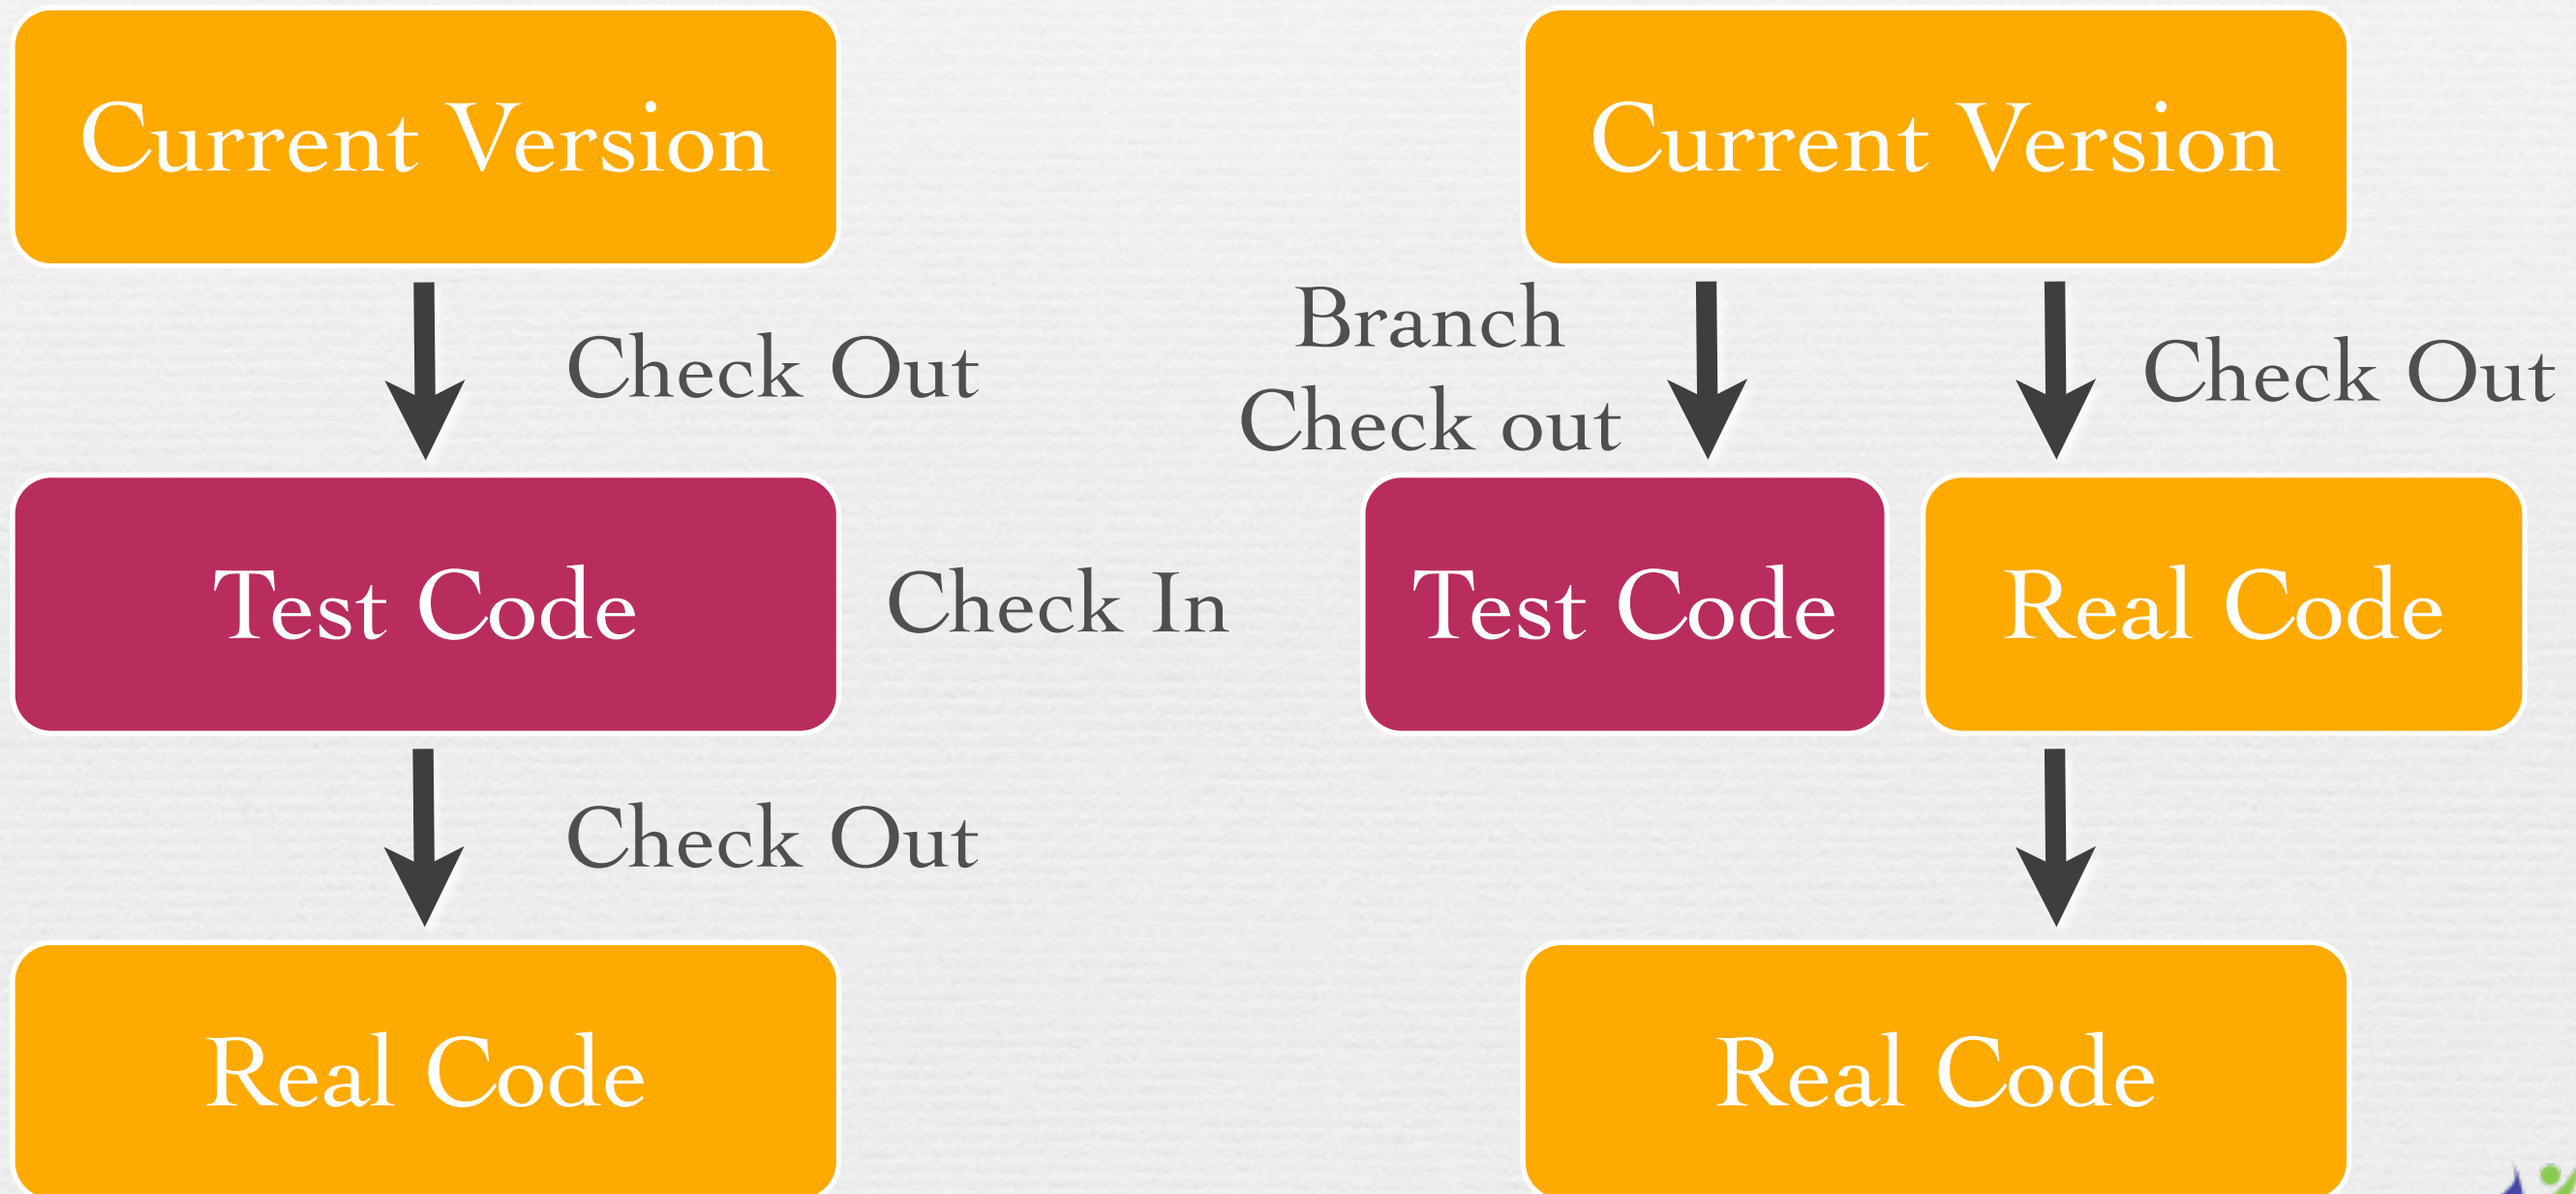 Current Version
Check Out
Test Code
Check In
Check Out
Real Code
Current Version
Branch
Check out
Check Out
Test Code
Real Code
Real Code